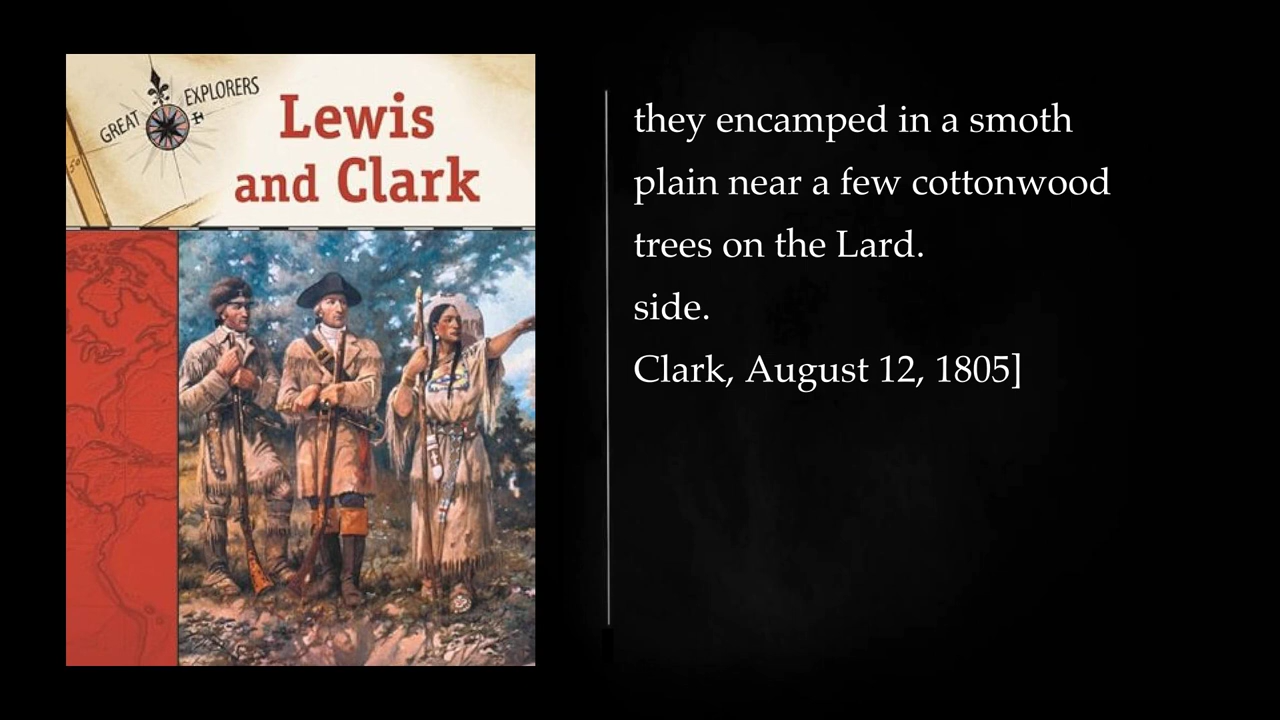 GREAT EXPLORERS
Lewis
and Clark
they encamped in a smoth
plain near a few cottonwood
trees on the Lard.
side.
Clark, August 12, 1805]